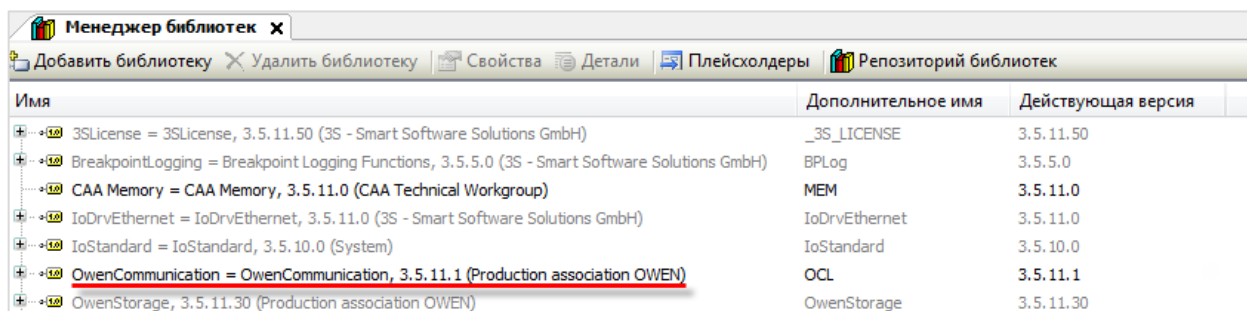 Менеджер библиотек
Добавить библиотеку Удалить библиотеку Свойства Детали Плейсхолдеры Репозиторий библиотек
Имя Дополнительное имя Действующая версия
3SLicense = 3SLicense, 3.5.11.50 (3S - Smart Software Solutions GmbH) _3S_LICENSE 3.5.11.50
BreakpointLogging = Breakpoint Logging Functions, 3.5.5.0 (3S - Smart Software Solutions GmbH) BPLog 3.5.5.0
CAA Memory = CAA Memory, 3.5.11.0 (CAA Technical Workgroup) MEM 3.5.11.0
IoDrvEthernet = IoDrvEthernet, 3.5.11.0 (3S - Smart Software Solutions GmbH) IoDrvEthernet 3.5.11.0
IoStandard = IoStandard, 3.5.10.0 (System) IoStandard 3.5.10.0
OwenCommunication = OwenCommunication, 3.5.11.1 (Production association OWEN) OCL 3.5.11.1
OwenStorage, 3.5.11.30 (Production association OWEN) OwenStorage 3.5.11.30